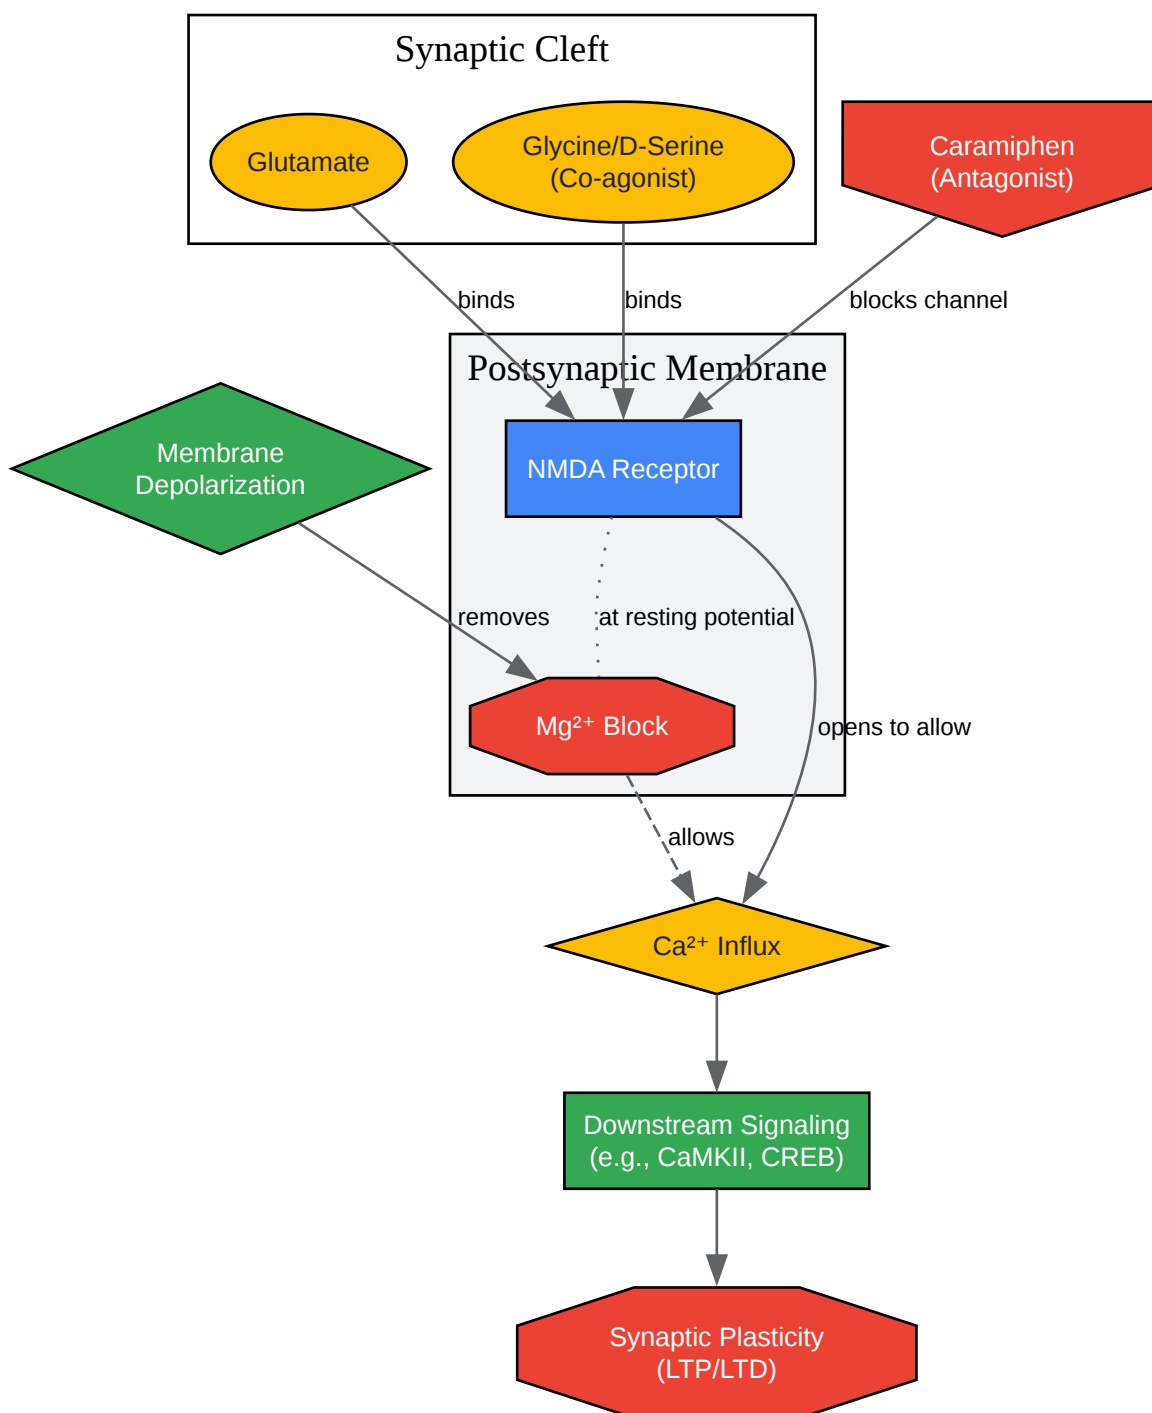 Synaptic Cleft
Glutamate
Glycine/D-Serine
(Co-agonist)
Caramiphen
(Antagonist)
binds
binds
blocks channel
Postsynaptic Membrane
Membrane
Depolarization
NMDA Receptor
removes
at resting potential
Mg²⁺ Block
opens to allow
allows
Ca²⁺ Influx
Downstream Signaling
(e.g., CaMKII, CREB)
Synaptic Plasticity
(LTP/LTD)